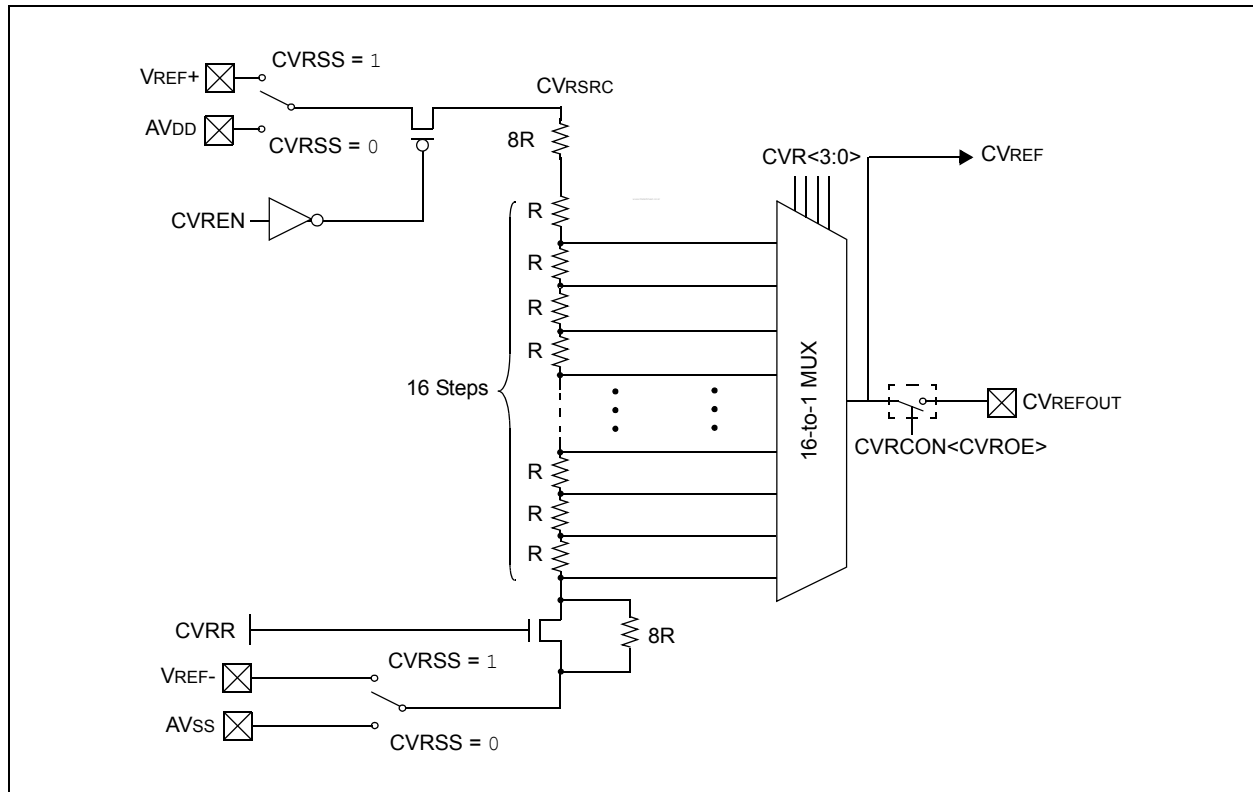 CVRSS = 1
VREF+
CVRSRC
AVDD
8R
CVRSS = 0
CVR<3:0>
CVREF
CVREN
R
R
R
R
16 Steps
16-to-1 MUX
CVREFOUT
CVRCON<CVROE>
R
R
R
CVRR
8R
CVRSS = 1
VREF-
AVSS
CVRSS = 0